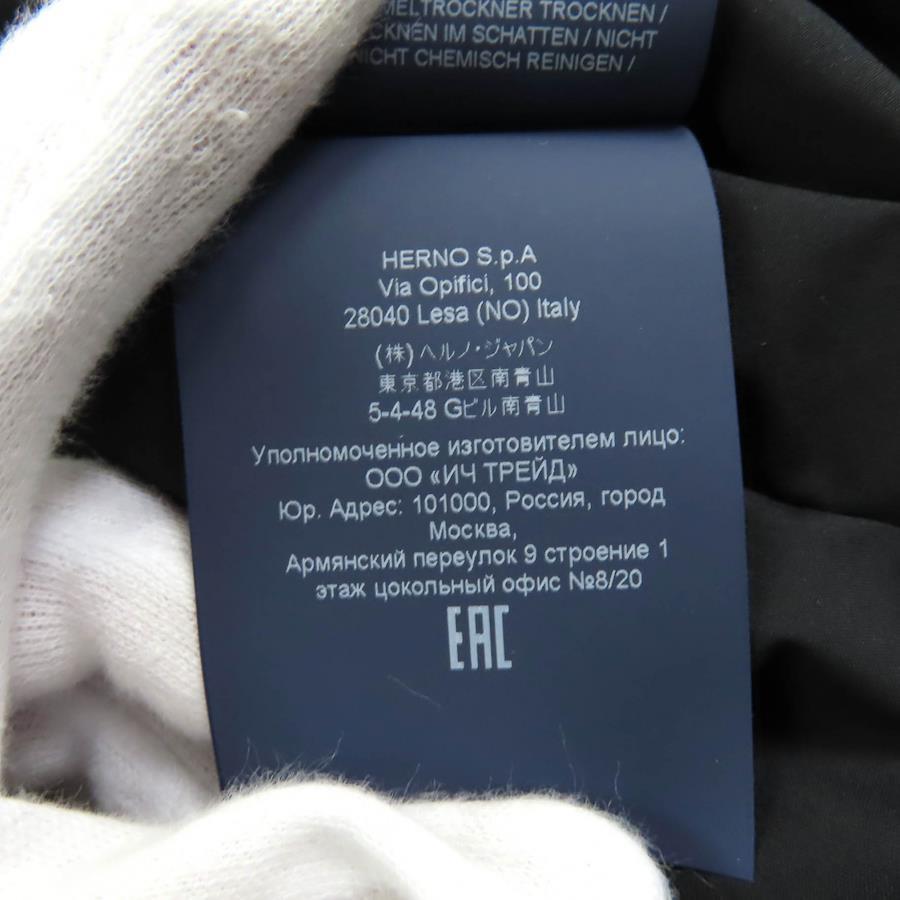 TROCKNER TROCKNEN /
IM SCHATTEN / NICHT
NICHT CHEMISCH REINIGEN /
HERNO S.p.A
Via Opifici, 100
28040 Lesa (NO) Italy
(株)ヘルノ・ジャパン
東京都港区南青山
5-4-48 Gビル南青山
Уполномоченное изготовителем лицо:
ООО «ИЧ ТРЕЙД»
Юр. Адрес: 101000, Россия, город
Москва,
Армянский переулок 9 строение 1
этаж цокольный офис №8/20
EAC